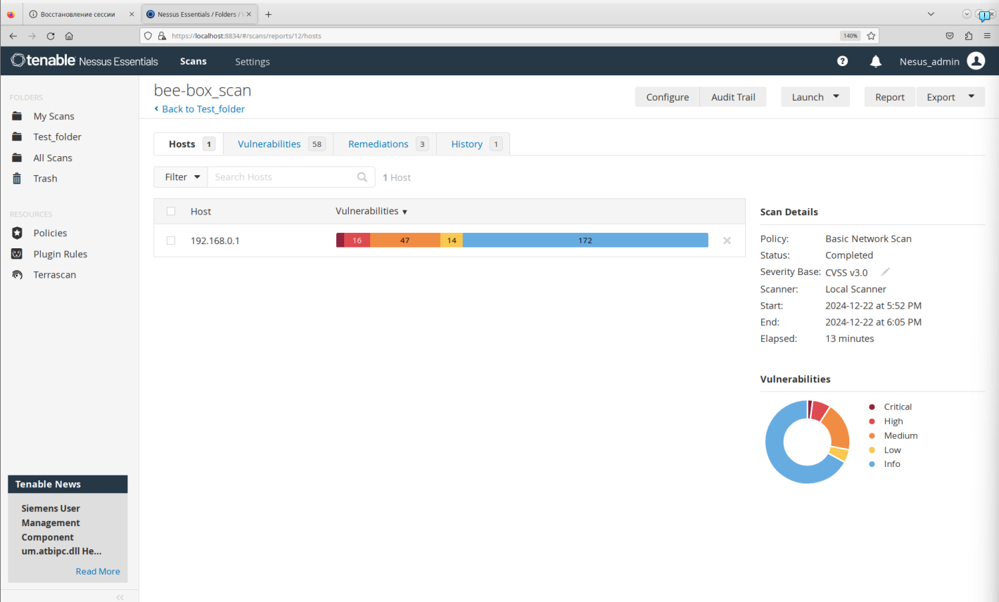 Восстановление сессии
Nessus Essentials / Folders / V
https://localhost:8834/#/scans/reports/12/hosts
140%
tenable Nessus Essentials
Scans
Settings
Nesus_admin
FOLDERS
My Scans
Test_folder
All Scans
Trash
RESOURCES
Policies
Plugin Rules
Terrascan
Tenable News
Siemens User
Management
Component
um.atbipc.dll He...
Read More
bee-box_scan
Back to Test_folder
Configure
Audit Trail
Launch
Report
Export
Hosts 1
Vulnerabilities 58
Remediations 3
History 1
Filter
Search Hosts
1 Host
Host
Vulnerabilities
192.168.0.1
16
47
14
172
Scan Details
Policy: Basic Network Scan
Status: Completed
Severity Base: CVSS v3.0
Scanner: Local Scanner
Start: 2024-12-22 at 5:52 PM
End: 2024-12-22 at 6:05 PM
Elapsed: 13 minutes
Vulnerabilities
Critical
High
Medium
Low
Info